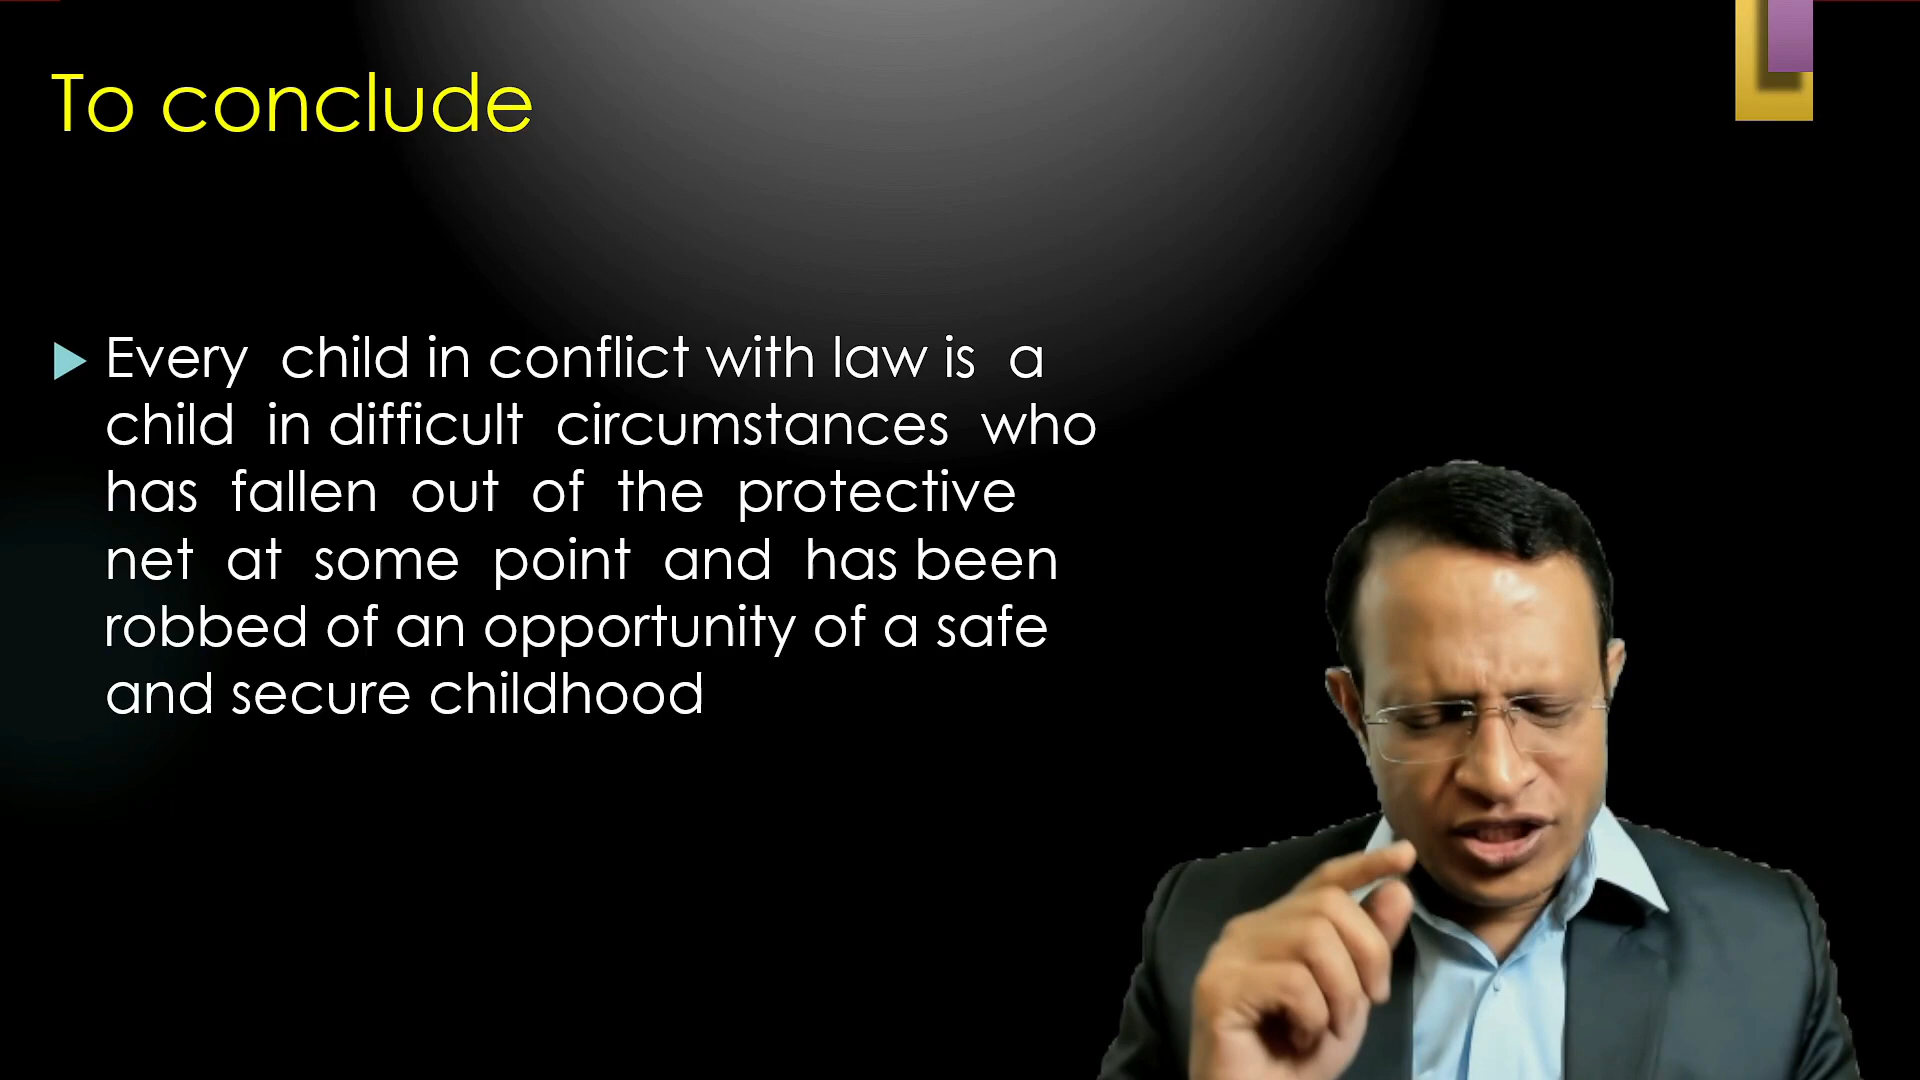 To conclude
Every child in conflict with law is a
child in difficult circumstances who
has fallen out of the protective
net at some point and has been
robbed of an opportunity of a safe
and secure childhood